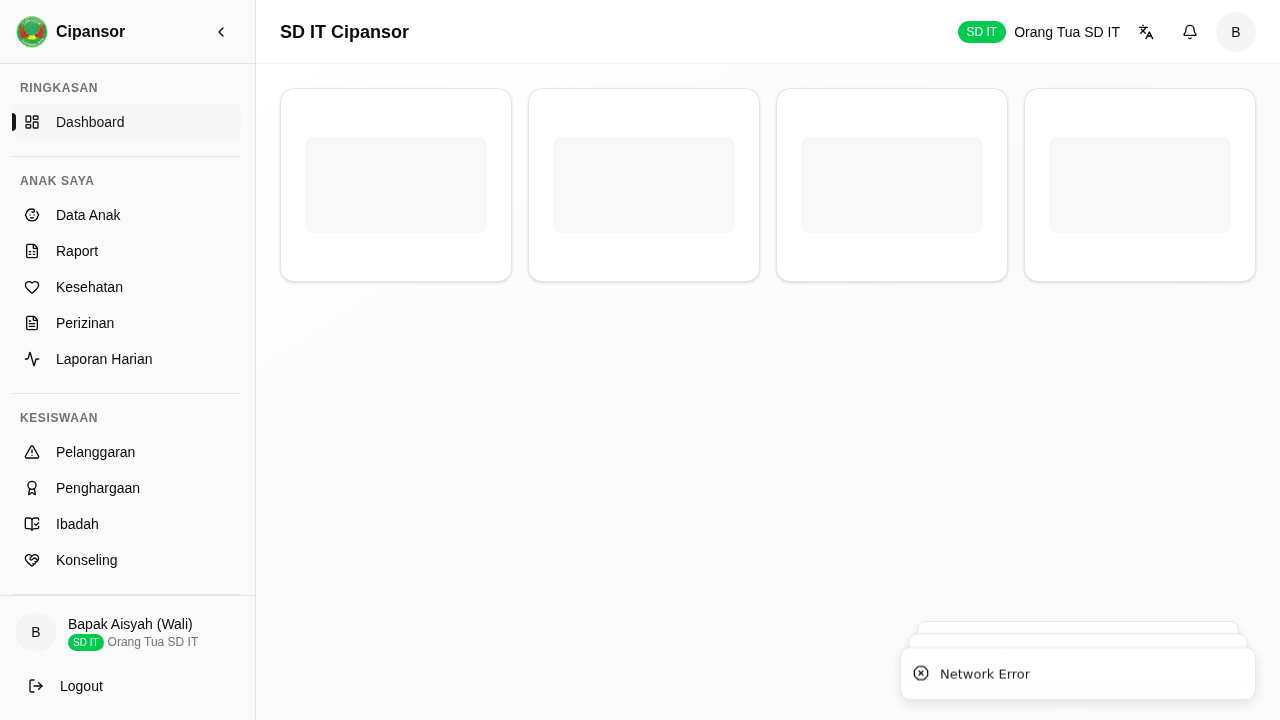 Cipansor
RINGKASAN
Dashboard
ANAK SAYA
Data Anak
Raport
Kesehatan
Perizinan
Laporan Harian
KESISWAAN
Pelanggaran
Penghargaan
Ibadah
Konseling
B
Bapak Aisyah (Wali)
SD IT Orang Tua SD IT
Logout
SD IT Cipansor
SD IT Orang Tua SD IT
B
Network Error